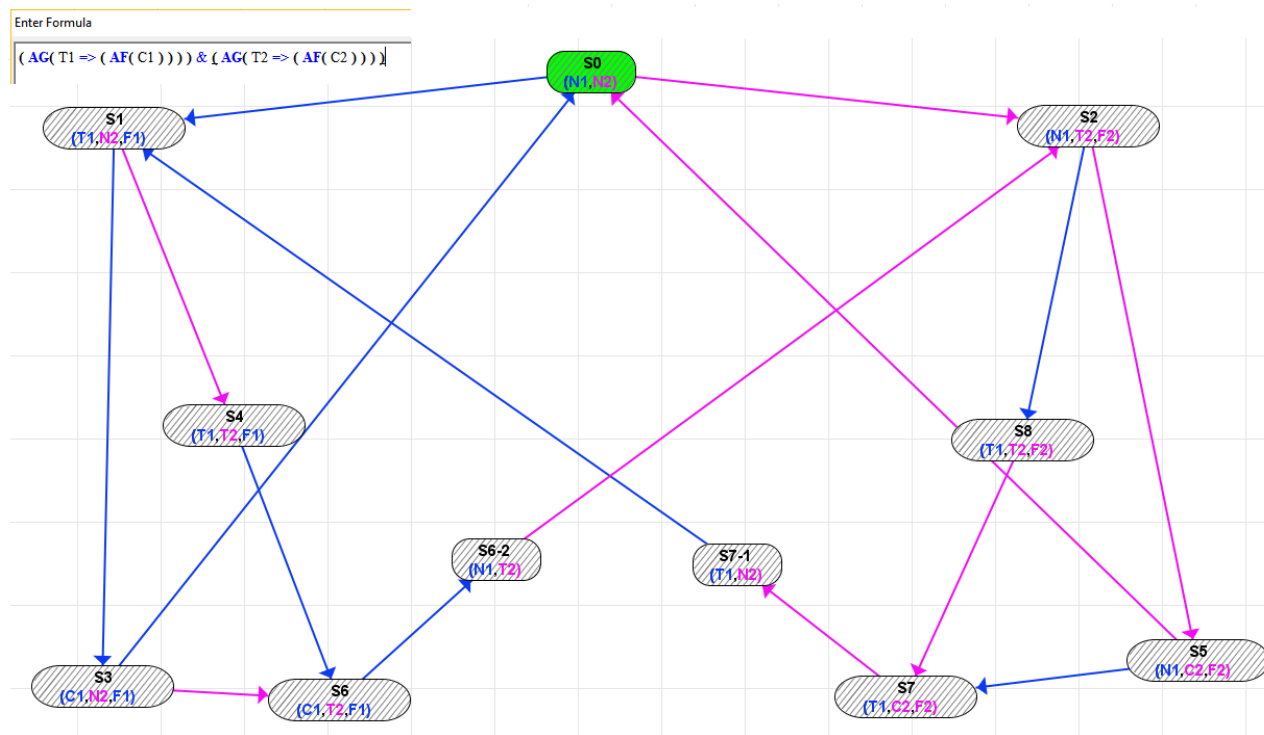 Enter Formula
( AG( T1 => ( AF( C1 ) ) ) ) & ( AG( T2 => ( AF( C2 ) ) ) )
S0
(N1,N2)
S1
(T1,N2,F1)
S2
(N1,T2,F2)
S4
(T1,T2,F1)
S8
(T1,T2,F2)
S6-2
(N1,T2)
S7-1
(T1,N2)
S3
(C1,N2,F1)
S6
(C1,T2,F1)
S7
(T1,C2,F2)
S5
(N1,C2,F2)